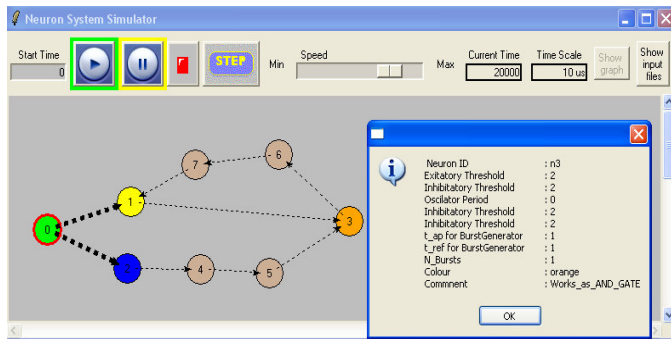 Neuron System Simulator
Start Time
0
STEP
Min
Speed
Max
Current Time
20000
Time Scale
10 us
Show graph
Show input files
7
6
1
0
3
2
4
5
Neuron ID : n3
Exitatory Threshold : 2
Inhibitatory Threshold : 2
Oscilator Period : 0
Inhibitatory Threshold : 2
Inhibitatory Threshold : 2
t_ap for BurstGenerator : 1
t_ref for BurstGenerator : 1
N_Bursts : 1
Colour : orange
Commnent : Works_as_AND_GATE
OK